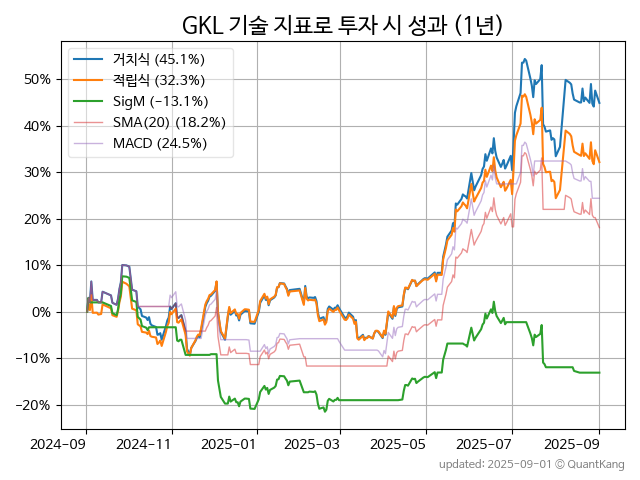 GKL 기술 지표로 투자 시 성과 (1년)
거치식 (45.1%)
적립식 (32.3%)
SigM (−13.1%)
SMA(20) (18.2%)
MACD (24.5%)
50%
40%
30%
20%
10%
0%
−10%
−20%
2024-09 2024-11 2025-01 2025-03 2025-05 2025-07 2025-09
updated: 2025-09-01 © QuantKang